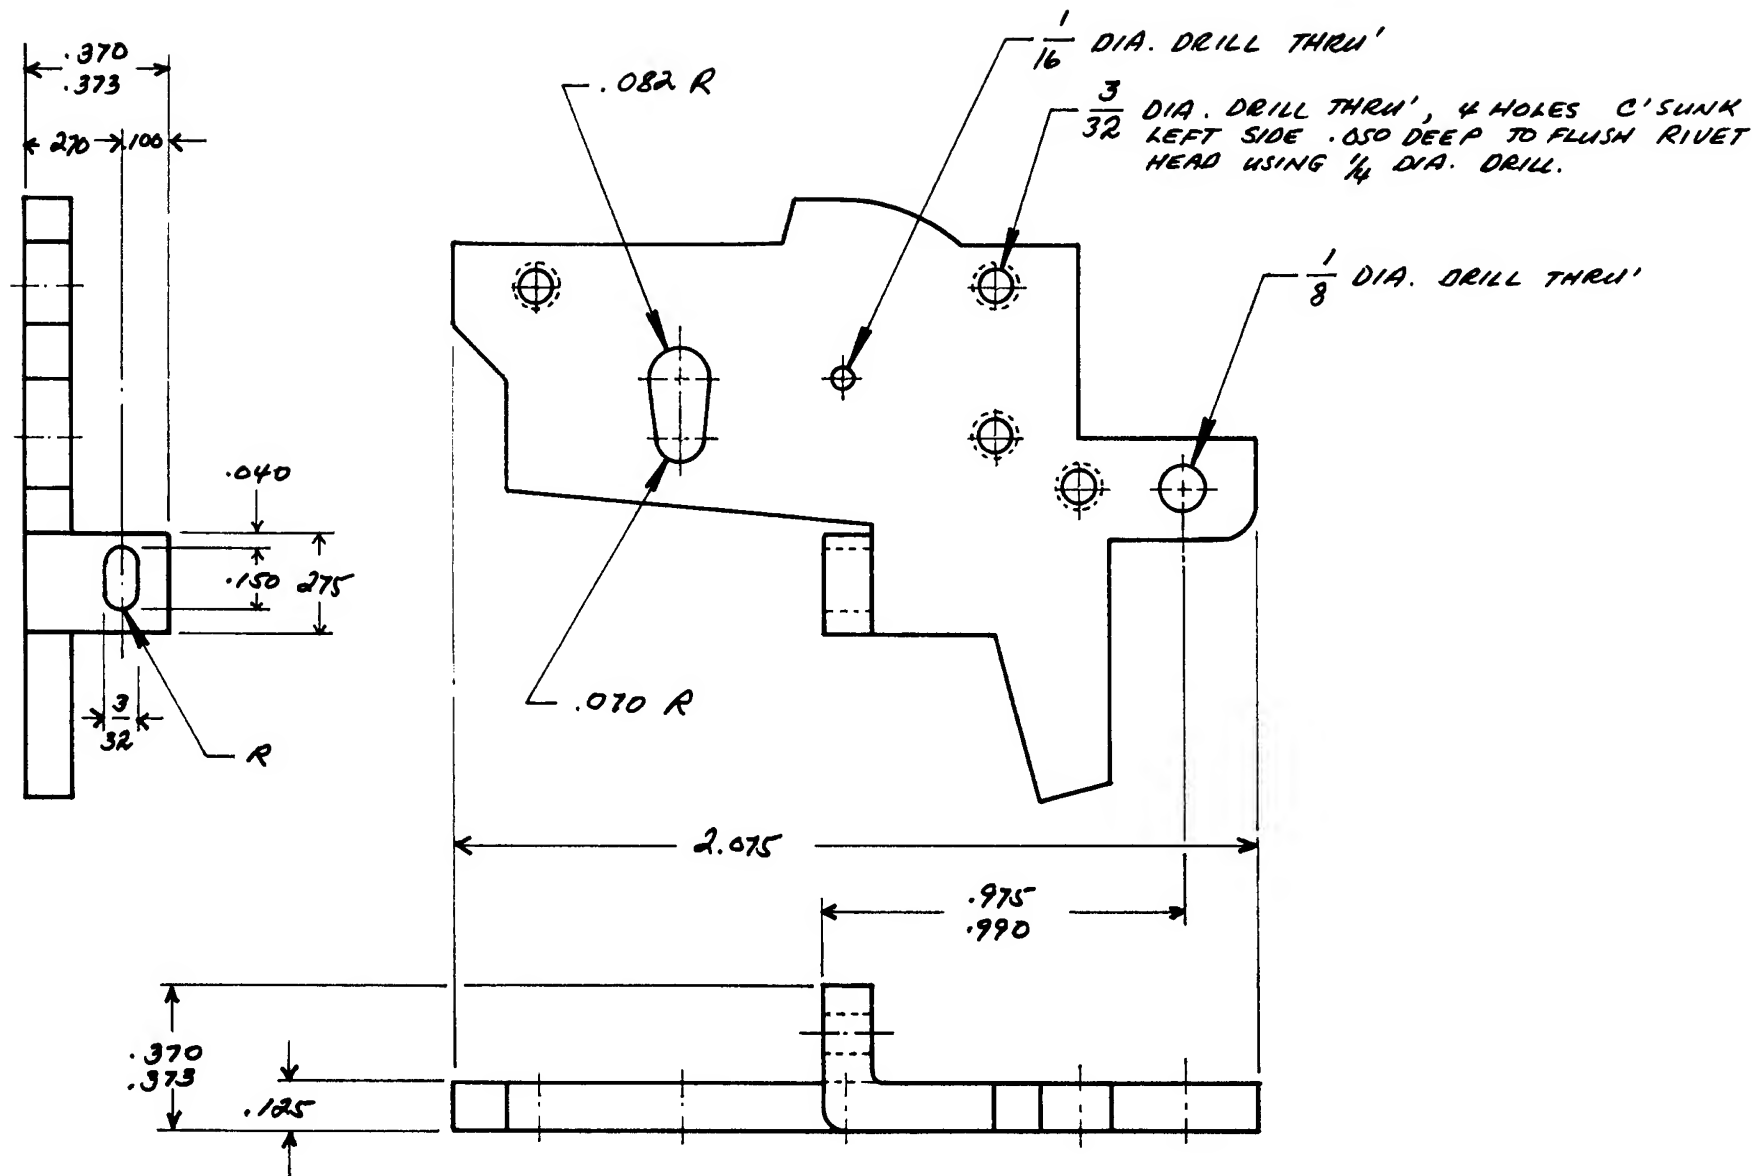 .370
.373
270 .100
.082 R
1/16 DIA. DRILL THRU'
3/32 DIA. DRILL THRU', 4 HOLES C'SUNK
LEFT SIDE .050 DEEP TO FLUSH RIVET
HEAD USING 1/4 DIA. DRILL.
1/8 DIA. DRILL THRU'
.040
.150 275
3/32
R
.070 R
2.075
.975
.990
.370
.373
.125